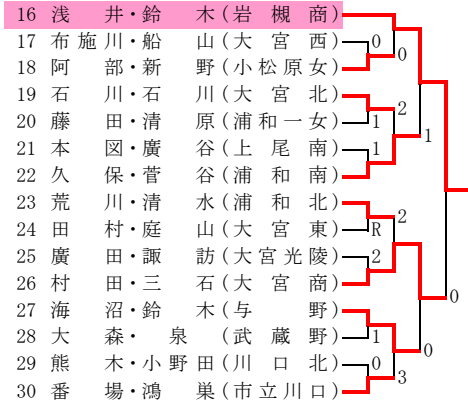 16 浅井・鈴木(岩槻商)
17 布施川・船山(大宮西) 0
0
18 阿部・新野(小松原女)
19 石川・石川(大宮北)
2
20 藤田・清原(浦和一女) 1
1
21 本図・廣谷(上尾南) 1
22 久保・菅谷(浦和南)
23 荒川・清水(浦和北)
2
24 田村・庭山(大宮東) R
25 廣田・諏訪(大宮光陵) 2
26 村田・三石(大宮商)
0
27 海沼・鈴木(与野)
28 大森・泉(武蔵野) 1
0
29 熊木・小野田(川口北) 0
3
30 番場・鴻巣(市立川口)